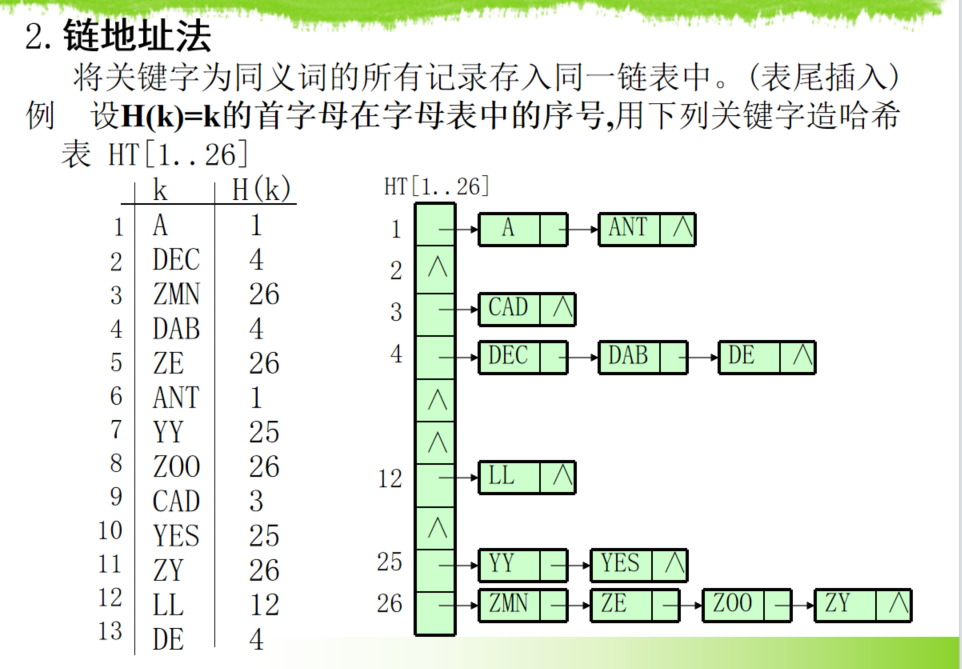 2. 链地址法
将关键字为同义词的所有记录存入同一链表中。(表尾插入)
例 设H(k)=k的首字母在字母表中的序号,用下列关键字造哈希
表 HT[1..26]
k H(k)
1 A 1
2 DEC 4
3 ZMN 26
4 DAB 4
5 ZE 26
6 ANT 1
7 YY 25
8 ZOO 26
9 CAD 3
10 YES 25
11 ZY 26
12 LL 12
13 DE 4
HT[1..26]
1 A ANT ∧
2 ∧
3 CAD ∧
4 DEC DAB DE ∧
∧
∧
12 LL ∧
∧
25 YY YES ∧
26 ZMN ZE ZOO ZY ∧